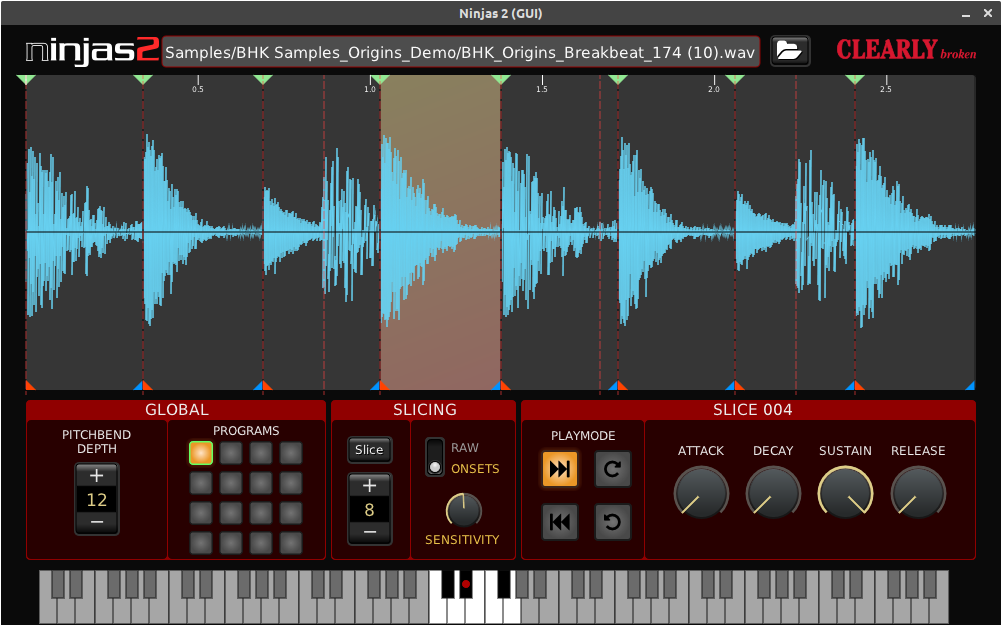 Ninjas 2 (GUI)
ninjas2
Samples/BHK Samples_Origins_Demo/BHK_Origins_Breakbeat_174 (10).wav
CLEARLY broken
0.5 1.0 1.5 2.0 2.5
GLOBAL
PITCHBEND
DEPTH
+
12
−
PROGRAMS
SLICING
Slice
+
8
−
RAW
ONSETS
SENSITIVITY
SLICE 004
PLAYMODE
ATTACK DECAY SUSTAIN RELEASE